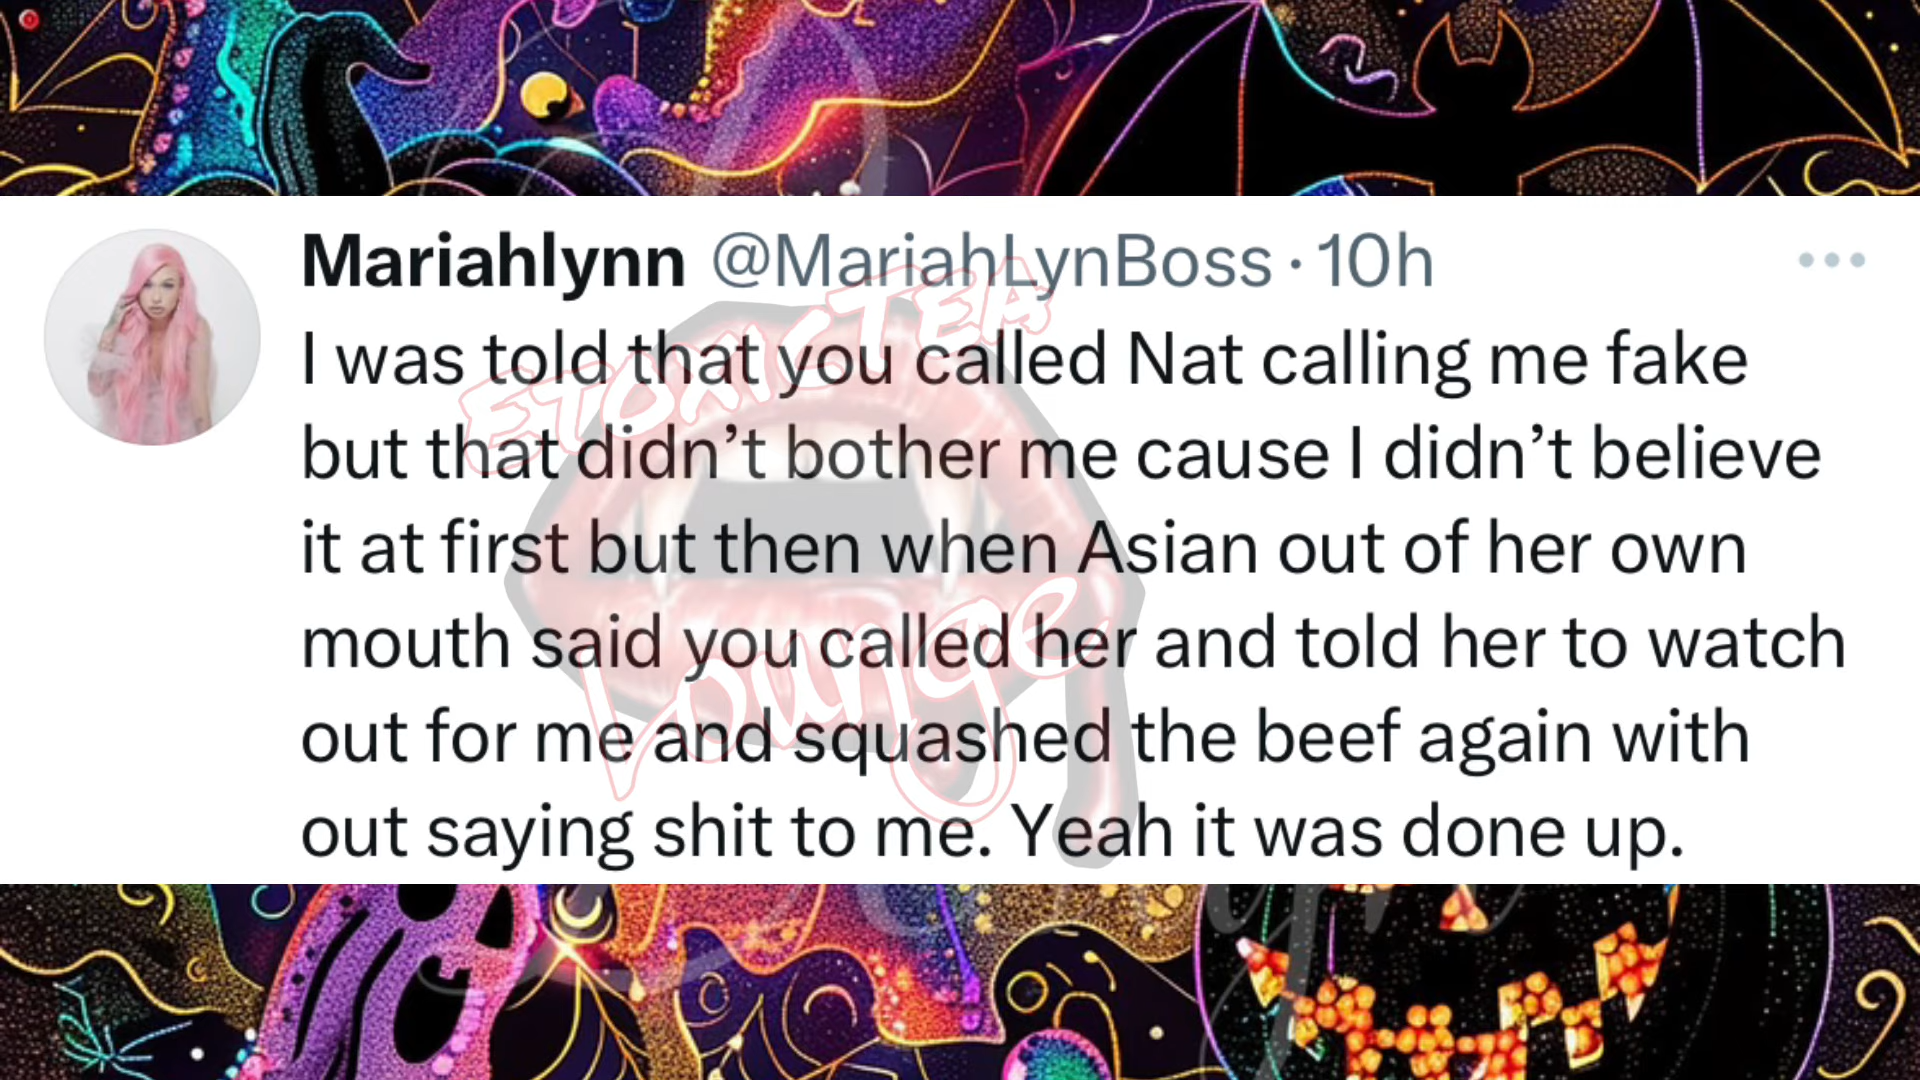 Mariahlynn @MariahLynBoss · 10h
I was told that you called Nat calling me fake
but that didn’t bother me cause I didn’t believe
it at first but then when Asian out of her own
mouth said you called her and told her to watch
out for me and squashed the beef again with
out saying shit to me. Yeah it was done up.
ETOXICTEA
Lounge